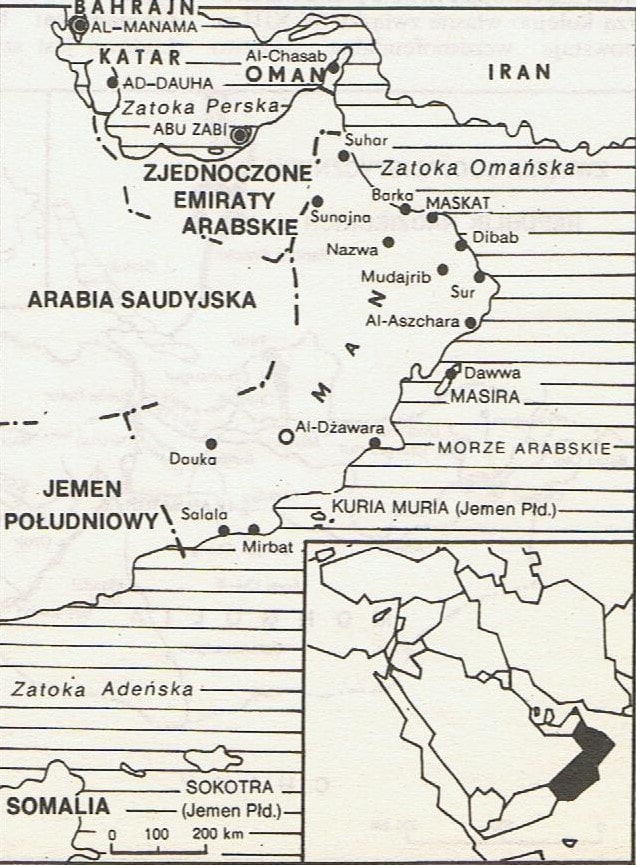 BAHRAJN
AL-MANAMA
KATAR
AD-DAUHA
Al-Chasab
OMAN
IRAN
Zatoka Perska
ABU ZABI
Suhar
Zatoka Omańska
ZJEDNOCZONE
EMIRATY
ARABSKIE
Sunajna
Barka
MASKAT
Dibab
Nazwa
Mudajrib
Sur
ARABIA SAUDYJSKA
Al-Aszchara
OMAN
Dawwa
MASIRA
Al-Dżawara
Dauka
MORZE ARABSKIE
JEMEN
POŁUDNIOWY
Salala
Mirbat
KURIA MURIA (Jemen Płd.)
Zatoka Adeńska
SOKOTRA
(Jemen Płd.)
SOMALIA
0 100 200 km